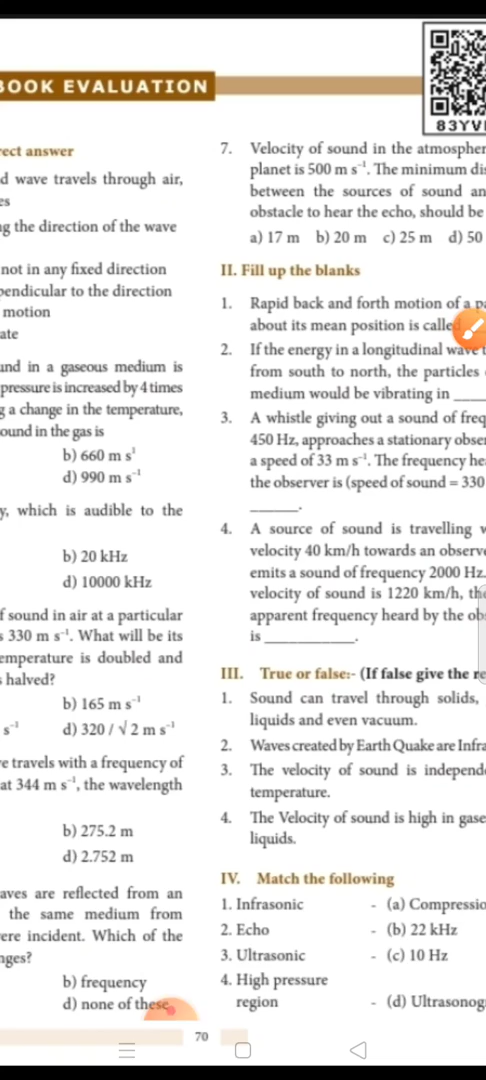 BOOK EVALUATION
83YV
rect answer
d wave travels through air,
es
g the direction of the wave
not in any fixed direction
pendicular to the direction
motion
ate
und in a gaseous medium is
pressure is increased by 4 times
g a change in the temperature,
ound in the gas is
b) 660 m s¹
d) 990 m s⁻¹
y, which is audible to the
b) 20 kHz
d) 10000 kHz
f sound in air at a particular
s 330 m s⁻¹. What will be its
emperature is doubled and
s halved?
b) 165 m s⁻¹
s⁻¹ d) 320 / √2 m s⁻¹
e travels with a frequency of
at 344 m s⁻¹, the wavelength
b) 275.2 m
d) 2.752 m
aves are reflected from an
the same medium from
ere incident. Which of the
nges?
b) frequency
d) none of these
7. Velocity of sound in the atmospher
planet is 500 m s⁻¹. The minimum di
between the sources of sound an
obstacle to hear the echo, should be
a) 17 m b) 20 m c) 25 m d) 50
II. Fill up the blanks
1. Rapid back and forth motion of a pa
about its mean position is called
2. If the energy in a longitudinal wave t
from south to north, the particles
medium would be vibrating in ____
3. A whistle giving out a sound of freq
450 Hz, approaches a stationary obse
a speed of 33 m s⁻¹. The frequency he
the observer is (speed of sound = 330
______.
4. A source of sound is travelling w
velocity 40 km/h towards an observe
emits a sound of frequency 2000 Hz.
velocity of sound is 1220 km/h, the
apparent frequency heard by the ob
is ___________.
III. True or false:- (If false give the re
1. Sound can travel through solids,
liquids and even vacuum.
2. Waves created by Earth Quake are Infra
3. The velocity of sound is independe
temperature.
4. The Velocity of sound is high in gase
liquids.
IV. Match the following
1. Infrasonic - (a) Compressio
2. Echo - (b) 22 kHz
3. Ultrasonic - (c) 10 Hz
4. High pressure
region - (d) Ultrasonog
70